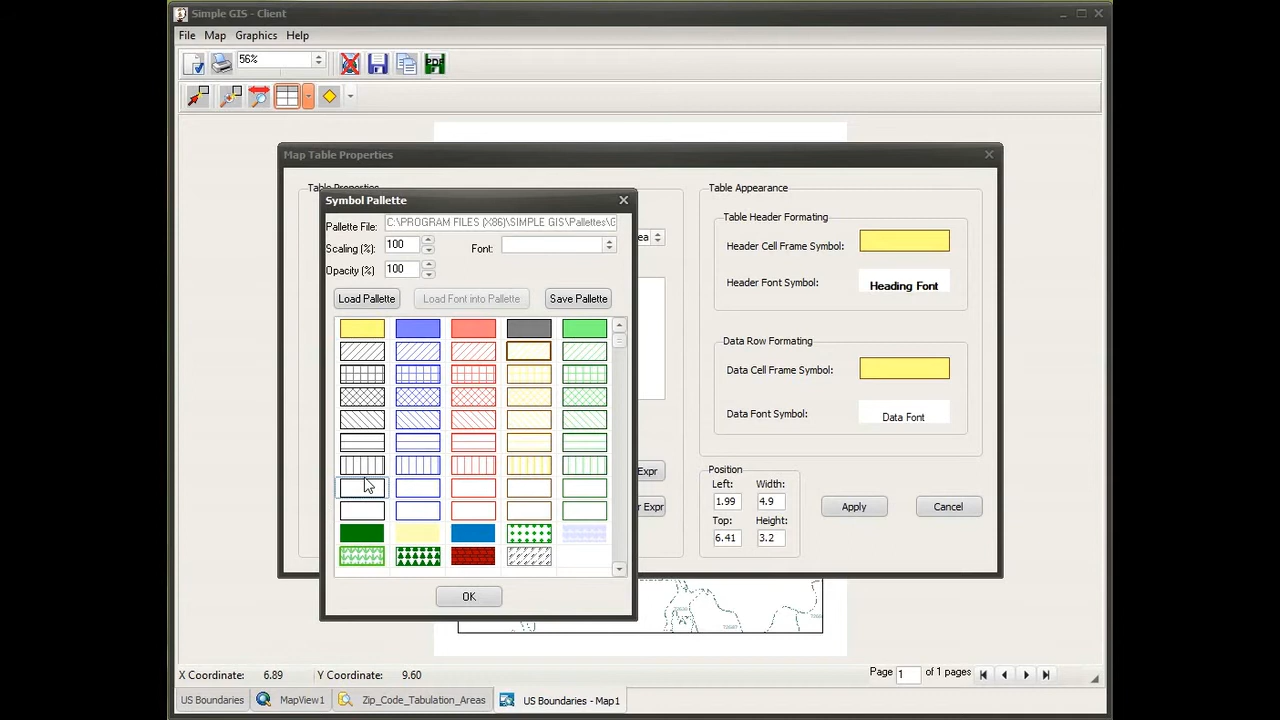 Simple GIS - Client
File Map Graphics Help
56%
PDF
Map Table Properties
Table Properties
Symbol Pallette
Pallette File: C:\PROGRAM FILES (X86)\SIMPLE GIS\Pallettes\G
Scaling (%): 100 Font:
Opacity (%) 100
Load Pallette Load Font into Pallette Save Pallette
OK
ea
Expr
r Expr
Table Appearance
Table Header Formating
Header Cell Frame Symbol:
Header Font Symbol: Heading Font
Data Row Formating
Data Cell Frame Symbol:
Data Font Symbol: Data Font
Position
Left: Width:
1.99 4.9
Top: Height:
6.41 3.2
Apply Cancel
X Coordinate: 6.89 Y Coordinate: 9.60
Page 1 of 1 pages
US Boundaries MapView1 Zip_Code_Tabulation_Areas US Boundaries - Map1